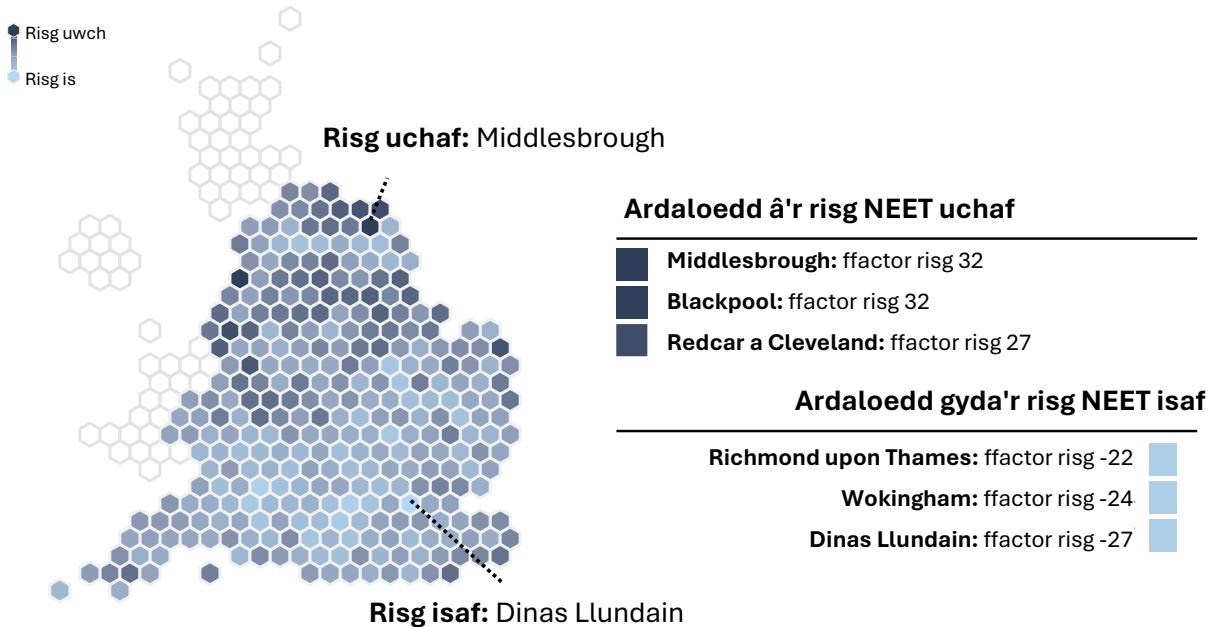 Risg uwch
Risg is
Risg uchaf: Middlesbrough
Ardaloedd â'r risg NEET uchaf
Middlesbrough: ffactor risg 32
Blackpool: ffactor risg 32
Redcar a Cleveland: ffactor risg 27
Ardaloedd gyda'r risg NEET isaf
Richmond upon Thames: ffactor risg -22
Wokingham: ffactor risg -24
Dinas Llundain: ffactor risg -27
Risg isaf: Dinas Llundain